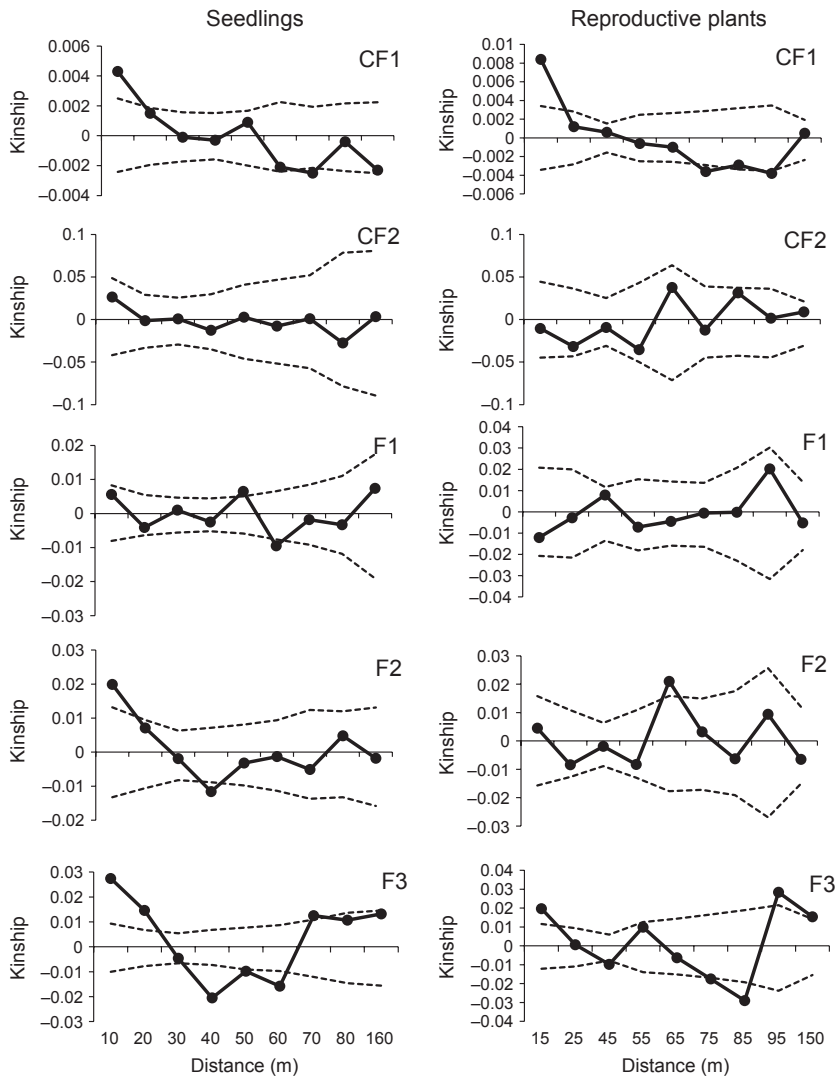 Seedlings
Reproductive plants
CF1
0.006
0.004
0.002
0
–0.002
–0.004
Kinship
CF1
0.01
0.008
0.006
0.004
0.002
0
–0.002
–0.004
–0.006
Kinship
CF2
0.1
0.05
0
–0.05
–0.1
Kinship
CF2
0.1
0.05
0
–0.05
–0.1
Kinship
F1
0.02
0.01
0
–0.01
–0.02
–0.03
Kinship
F1
0.04
0.03
0.02
0.01
0
–0.01
–0.02
–0.03
–0.04
Kinship
F2
0.03
0.02
0.01
0
–0.01
–0.02
Kinship
F2
0.03
0.02
0.01
0
–0.01
–0.02
–0.03
Kinship
F3
0.03
0.02
0.01
0
–0.01
–0.02
–0.03
Kinship
10 20 30 40 50 60 70 80 160
Distance (m)
F3
0.04
0.03
0.02
0.01
0
–0.01
–0.02
–0.03
–0.04
Kinship
15 25 45 55 65 75 85 95 150
Distance (m)